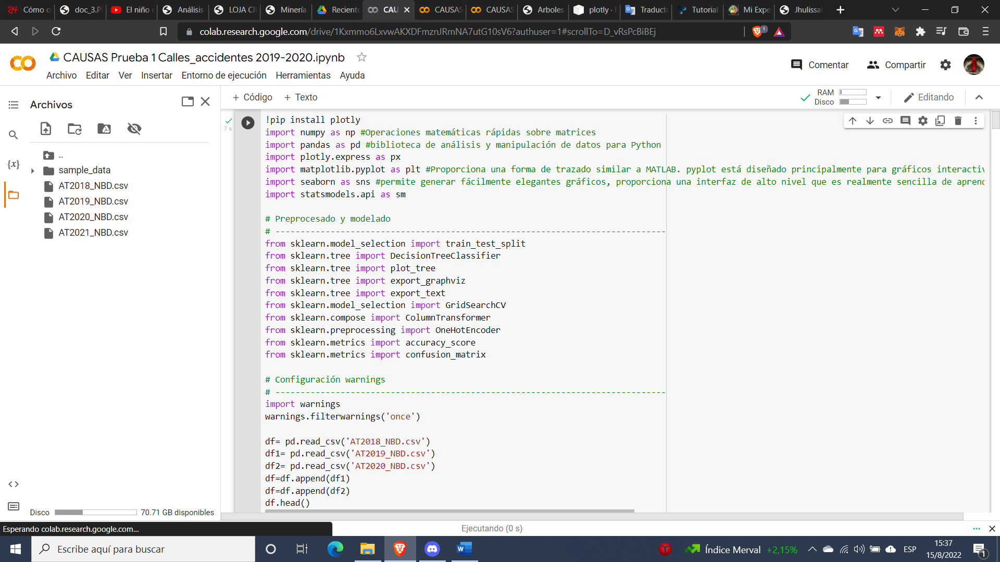 Cómo c
doc_3.P
El niño
Análisis
LOJA CI
Minería
Reciente
CAU
CAUSAS
CAUSAS
Arboles
plotly ·
Traducto
Tutorial
Mi Expe
Jhulissa
colab.research.google.com/drive/1Kxmmo6LxvwAKXDFmznJRmNA7utG10sV6?authuser=1#scrollTo=D_vRsPcBiBEj
1
CAUSAS Prueba 1 Calles_accidentes 2019-2020.ipynb
Archivo Editar Ver Insertar Entorno de ejecución Herramientas Ayuda
Comentar
Compartir
Archivos
+ Código + Texto
RAM
Disco
Editando
..
sample_data
AT2018_NBD.csv
AT2019_NBD.csv
AT2020_NBD.csv
AT2021_NBD.csv
{x}
<>
Disco 70.71 GB disponibles
7 s
!pip install plotly
import numpy as np #Operaciones matemáticas rápidas sobre matrices
import pandas as pd #biblioteca de análisis y manipulación de datos para Python
import plotly.express as px
import matplotlib.pyplot as plt #Proporciona una forma de trazado similar a MATLAB. pyplot está diseñado principalmente para gráficos interactiv
import seaborn as sns #permite generar fácilmente elegantes gráficos, proporciona una interfaz de alto nivel que es realmente sencilla de aprend
import statsmodels.api as sm
# Preprocesado y modelado
# ------------------------------------------------------------------------------
from sklearn.model_selection import train_test_split
from sklearn.tree import DecisionTreeClassifier
from sklearn.tree import plot_tree
from sklearn.tree import export_graphviz
from sklearn.tree import export_text
from sklearn.model_selection import GridSearchCV
from sklearn.compose import ColumnTransformer
from sklearn.preprocessing import OneHotEncoder
from sklearn.metrics import accuracy_score
from sklearn.metrics import confusion_matrix
# Configuración warnings
# ------------------------------------------------------------------------------
import warnings
warnings.filterwarnings('once')
df= pd.read_csv('AT2018_NBD.csv')
df1= pd.read_csv('AT2019_NBD.csv')
df2= pd.read_csv('AT2020_NBD.csv')
df=df.append(df1)
df=df.append(df2)
df.head()
Esperando colab.research.google.com...
Ejecutando (0 s)
Escribe aquí para buscar
Índice Merval +2,15%
ESP
15:37
15/8/2022
1